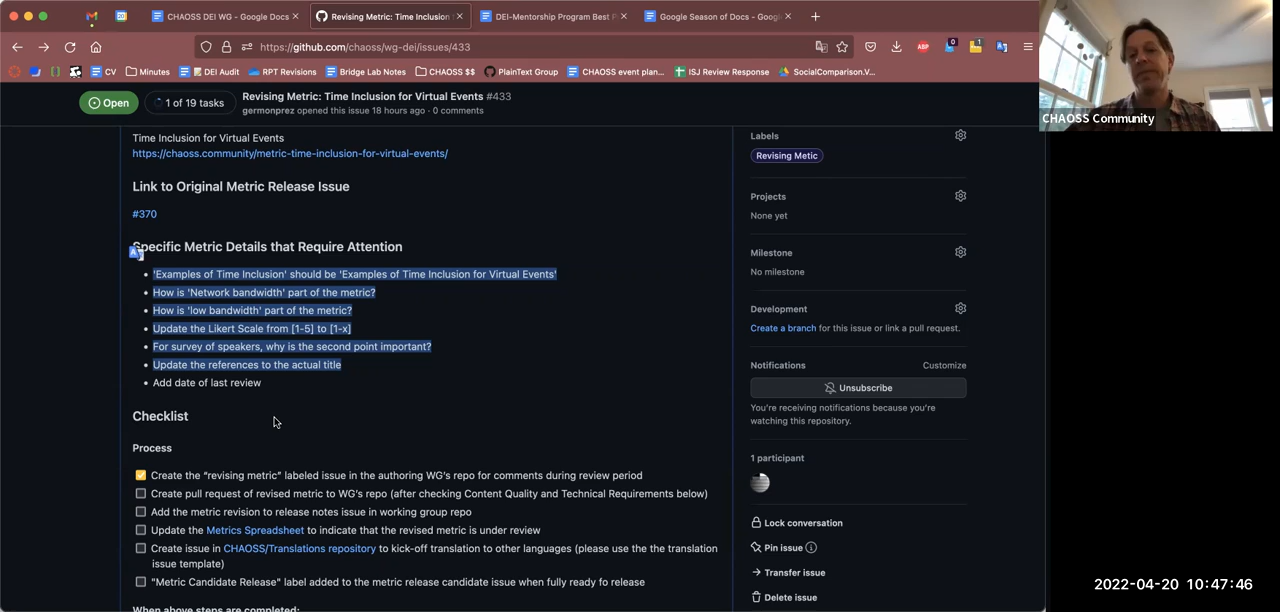 CHAOSS DEI WG - Google Docs
Revising Metric: Time Inclusion
DEI-Mentorship Program Best P
Google Season of Docs - Googl
https://github.com/chaoss/wg-dei/issues/433
ABP
0
1
CV
Minutes
DEI Audit
RPT Revisions
Bridge Lab Notes
CHAOSS $$
PlainText Group
CHAOSS event plan...
ISJ Review Response
SocialComparison.V...
CHAOSS Community
Open
1 of 19 tasks
Revising Metric: Time Inclusion for Virtual Events #433
germonprez opened this issue 18 hours ago · 0 comments
Time Inclusion for Virtual Events
https://chaoss.community/metric-time-inclusion-for-virtual-events/
Link to Original Metric Release Issue
#370
Specific Metric Details that Require Attention
• 'Examples of Time Inclusion' should be 'Examples of Time Inclusion for Virtual Events'
• How is 'Network bandwidth' part of the metric?
• How is 'low bandwidth' part of the metric?
• Update the Likert Scale from [1-5] to [1-x]
• For survey of speakers, why is the second point important?
• Update the references to the actual title
• Add date of last review
Checklist
Process
Create the “revising metric” labeled issue in the authoring WG's repo for comments during review period
Create pull request of revised metric to WG's repo (after checking Content Quality and Technical Requirements below)
Add the metric revision to release notes issue in working group repo
Update the Metrics Spreadsheet to indicate that the revised metric is under review
Create issue in CHAOSS/Translations repository to kick-off translation to other languages (please use the the translation
issue template)
"Metric Candidate Release" label added to the metric release candidate issue when fully ready fo release
When above steps are completed:
Labels
Revising Metic
Projects
None yet
Milestone
No milestone
Development
Create a branch for this issue or link a pull request.
Notifications
Customize
Unsubscribe
You're receiving notifications because you're
watching this repository.
1 participant
Lock conversation
Pin issue
Transfer issue
Delete issue
2022-04-20 10:47:46